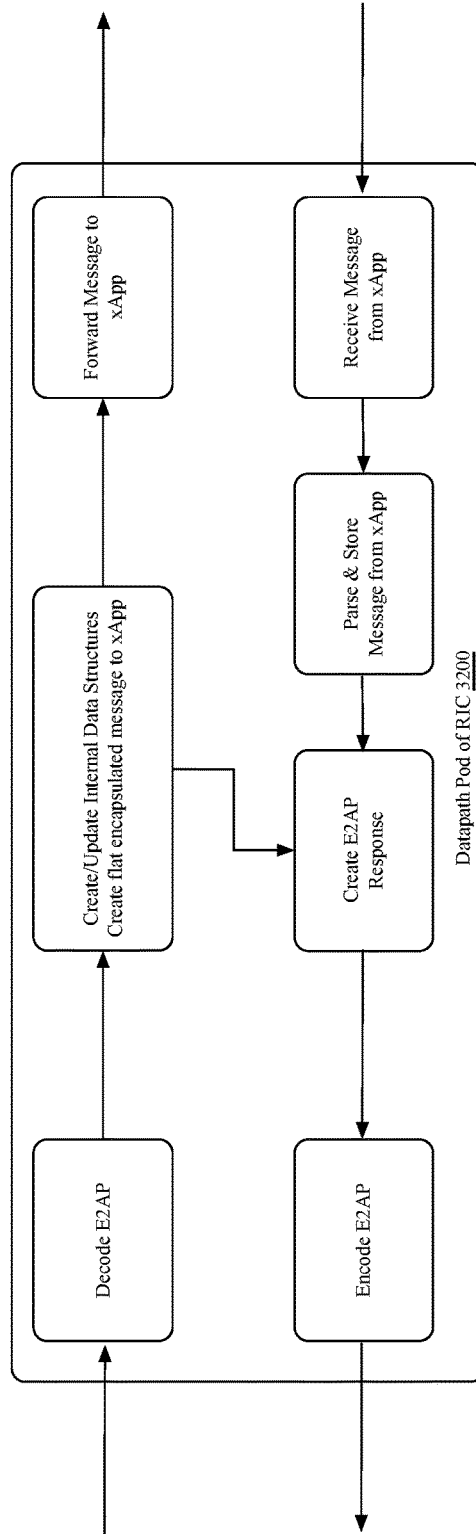 Decode E2AP
Create/Update Internal Data Structures
Create flat encapsulated message to xApp
Forward Message to
xApp
Encode E2AP
Create E2AP
Response
Parse & Store
Message from xApp
Receive Message
from xApp
Datapath Pod of RIC 3200